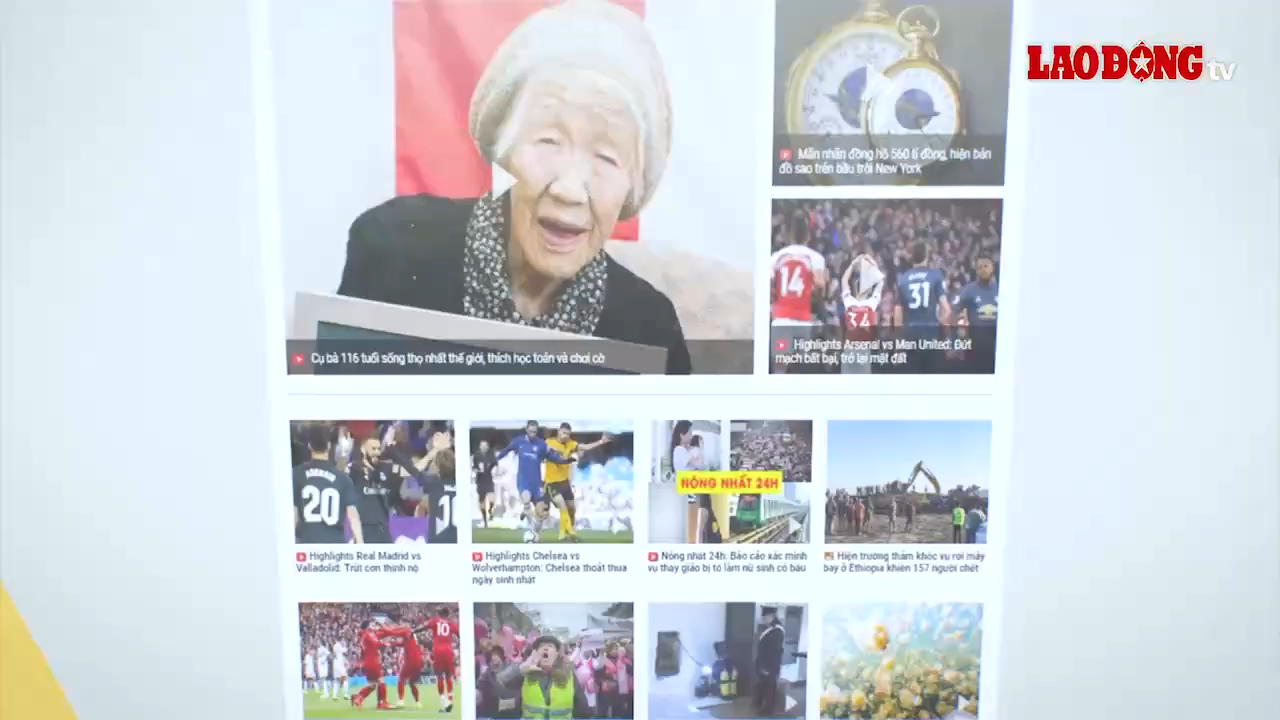 LAO ĐỘNG tv
Mãn nhãn đồng hồ 560 tỉ đồng, hiện bản
đồ sao trên bầu trời New York
14
34
31
Highlights Arsenal vs Man United: Đứt
mạch bất bại, trở lại mặt đất
Cụ bà 116 tuổi sống thọ nhất thế giới, thích học toán và chơi cờ
20
NÓNG NHẤT 24H
Highlights Real Madrid vs
Valladolid: Trút cơn thịnh nộ
Highlights Chelsea vs
Wolverhampton: Chelsea thoát thua
ngày sinh nhật
Nóng nhất 24h: Báo cáo xác minh
vụ thầy giáo bị tố làm nữ sinh có bầu
Hiện trường thảm khốc vụ rơi máy
bay ở Ethiopia khiến 157 người chết
10